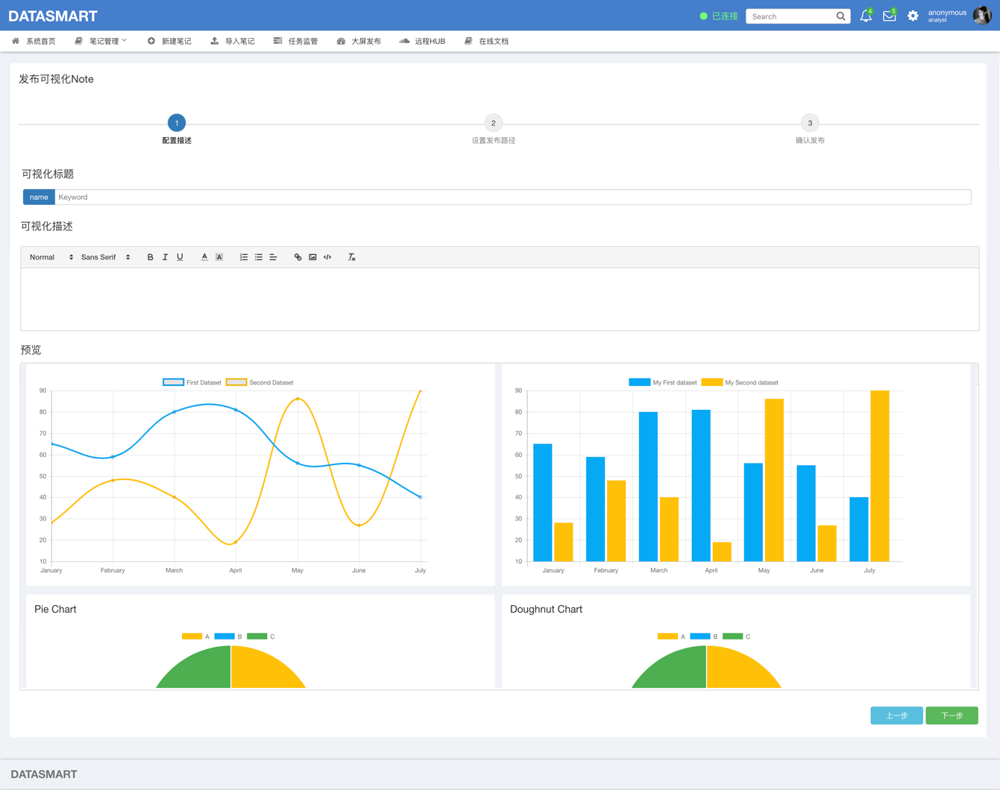 DATASMART
已连接
Search
4
5
anonymous
analyst
系统首页
笔记管理
新建笔记
导入笔记
任务监管
大屏发布
远程HUB
在线文档
发布可视化Note
1
2
3
配置描述
设置发布路径
确认发布
可视化标题
name
Keyword
可视化描述
Normal
Sans Serif
B
I
U
A
A
预览
First Dataset
Second Dataset
90
80
70
60
50
40
30
20
10
January
February
March
April
May
June
July
My First dataset
My Second dataset
90
80
70
60
50
40
30
20
10
January
February
March
April
May
June
July
Pie Chart
A
B
C
Doughnut Chart
A
B
C
上一步
下一步
DATASMART